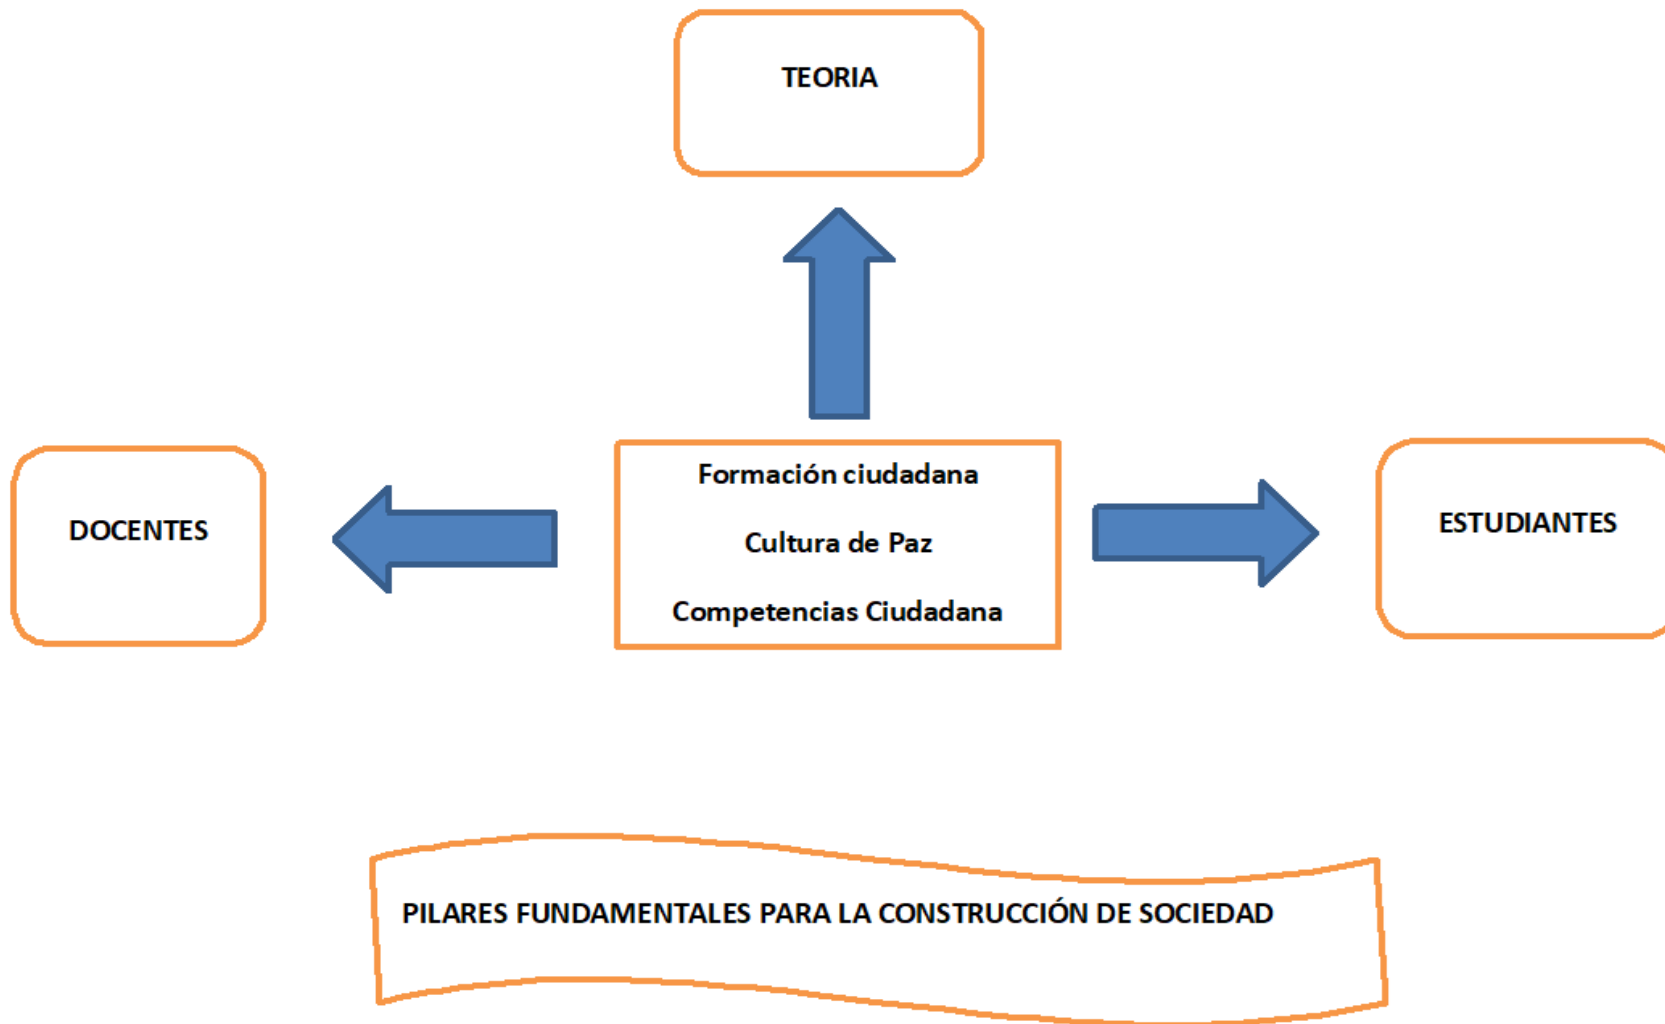 TEORIA
DOCENTES
Formación ciudadana
Cultura de Paz
Competencias Ciudadana
ESTUDIANTES
PILARES FUNDAMENTALES PARA LA CONSTRUCCIÓN DE SOCIEDAD